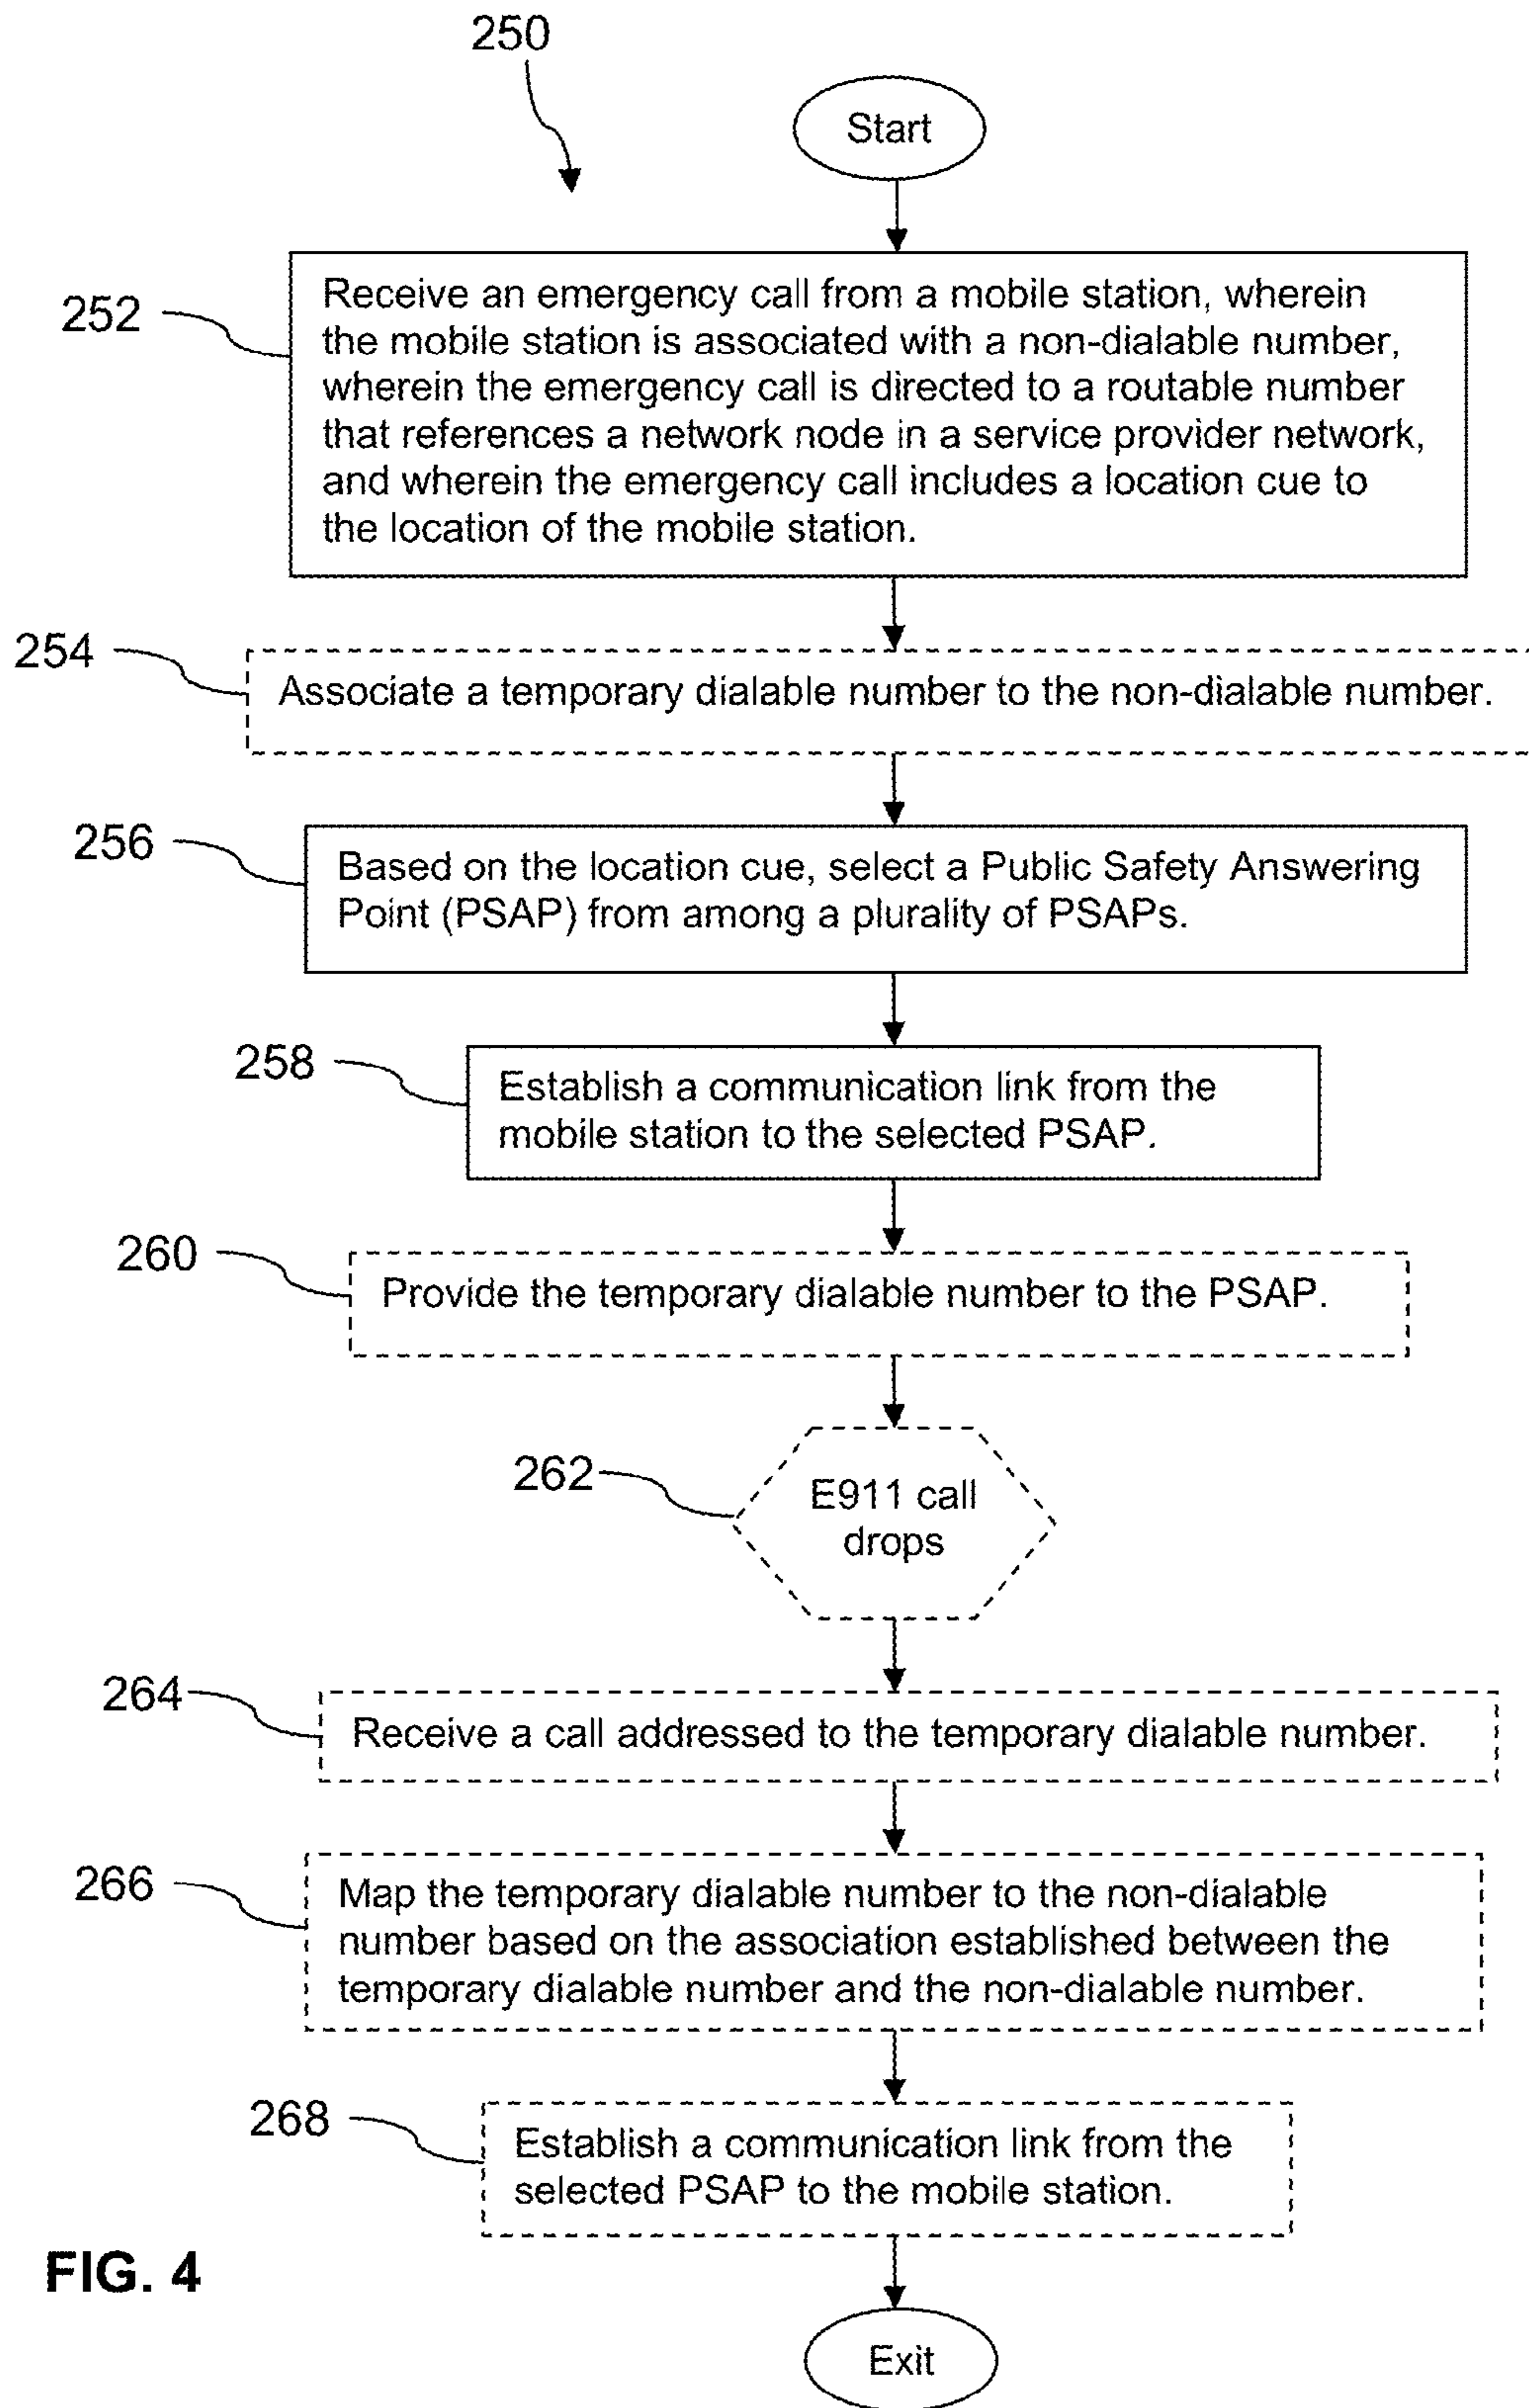 250
Start
252
Receive an emergency call from a mobile station, wherein
the mobile station is associated with a non-dialable number,
wherein the emergency call is directed to a routable number
that references a network node in a service provider network,
and wherein the emergency call includes a location cue to
the location of the mobile station.
254
Associate a temporary dialable number to the non-dialable number.
256
Based on the location cue, select a Public Safety Answering
Point (PSAP) from among a plurality of PSAPs.
258
Establish a communication link from the
mobile station to the selected PSAP.
260
Provide the temporary dialable number to the PSAP.
262
E911 call
drops
264
Receive a call addressed to the temporary dialable number.
266
Map the temporary dialable number to the non-dialable
number based on the association established between the
temporary dialable number and the non-dialable number.
268
Establish a communication link from the
selected PSAP to the mobile station.
FIG. 4
Exit